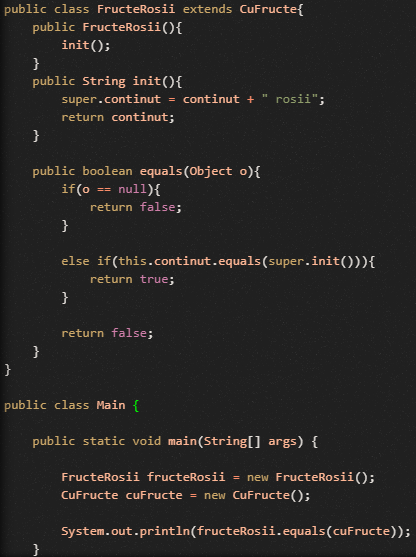 public class FructeRosii extends CuFructe{
public FructeRosii(){
init();
}
public String init(){
super.continut = continut + " rosii";
return continut;
}
public boolean equals(Object o){
if(o == null){
return false;
}
else if(this.continut.equals(super.init())){
return true;
}
return false;
}
}
public class Main {
public static void main(String[] args) {
FructeRosii fructeRosii = new FructeRosii();
CuFructe cuFructe = new CuFructe();
System.out.println(fructeRosii.equals(cuFructe));
}